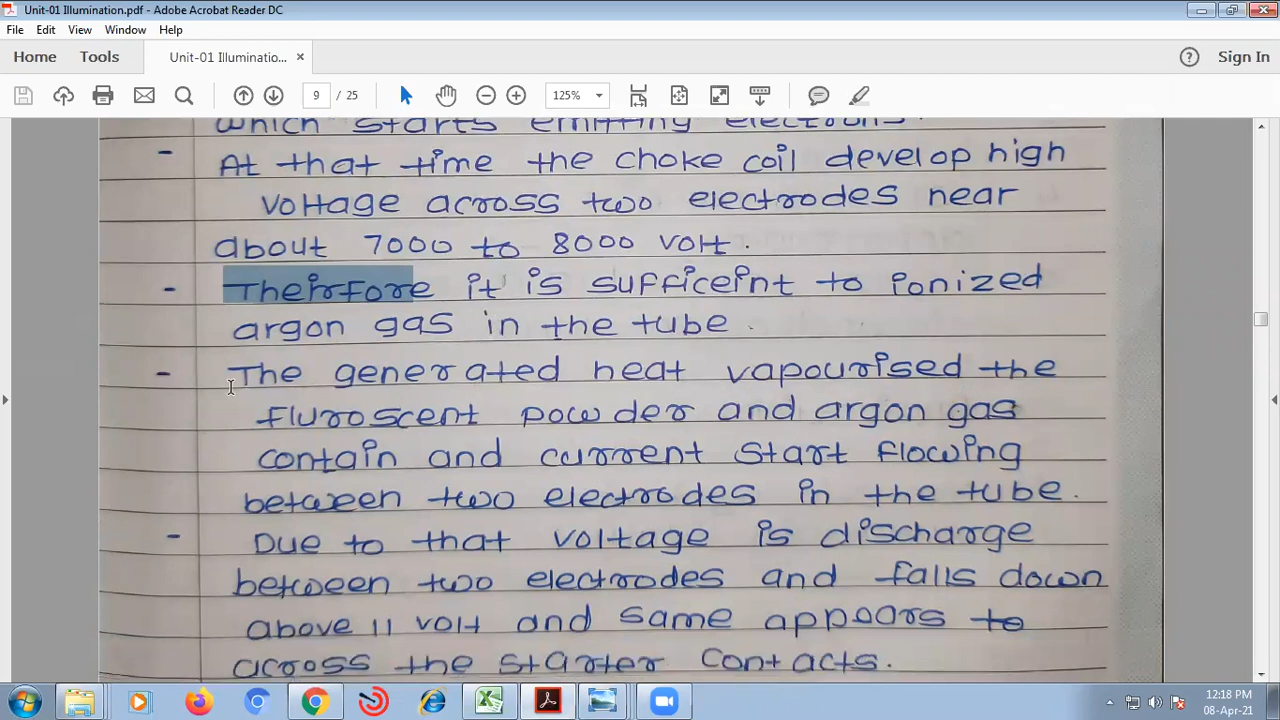 Unit-01 Illumination.pdf - Adobe Acrobat Reader DC
File Edit View Window Help
Home Tools Unit-01 Illuminatio... ×
Sign In
9 / 25 125%
which starts emitting electrons.
- At that time the choke coil develop high
voltage across two electrodes near
about 7000 to 8000 volt.
- Theirfore it is sufficeint to ionized
argon gas in the tube.
- The generated heat vapourised the
fluroscent powder and argon gas
contain and current start flowing
between two electrodes in the tube.
- Due to that voltage is discharge
between two electrodes and falls down
above 11 volt and same appears to
across the starter contacts.
12:18 PM
08-Apr-21